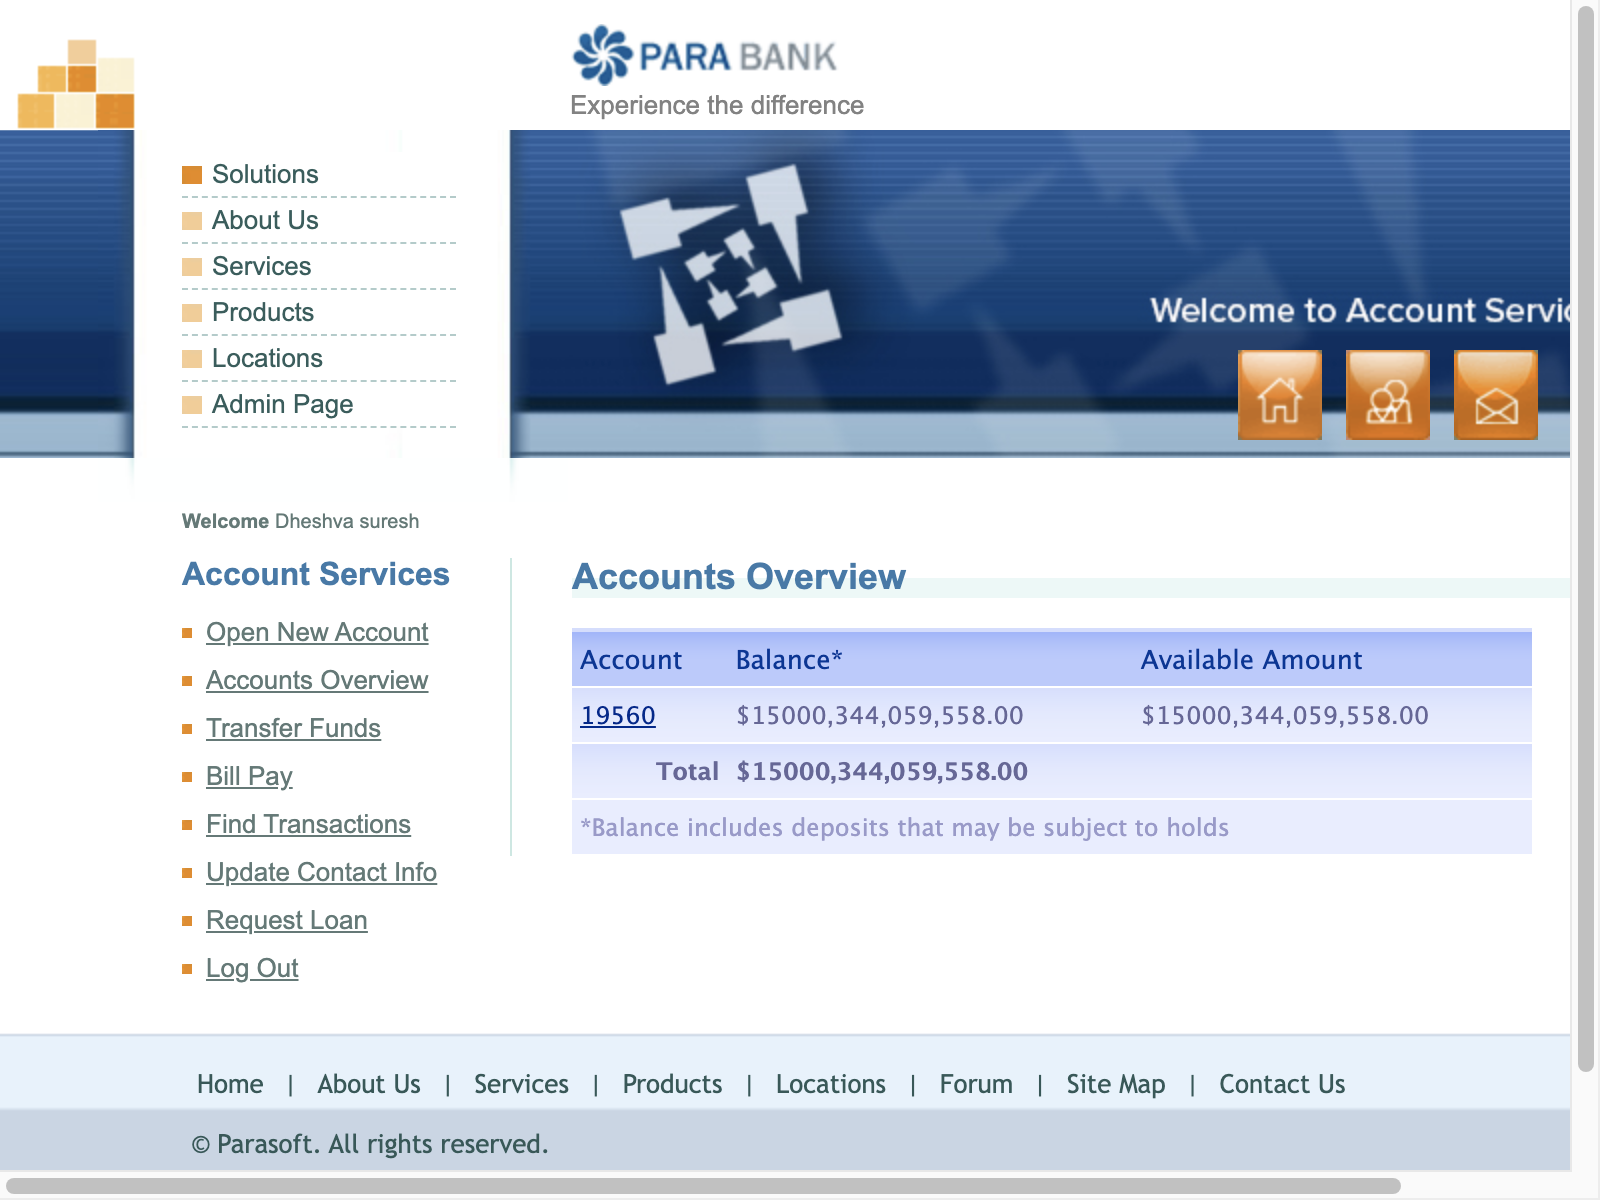 PARA BANK
Experience the difference
Solutions
About Us
Services
Products
Locations
Admin Page
Welcome to Account Servic
Welcome Dheshva suresh
Account Services
Open New Account
Accounts Overview
Transfer Funds
Bill Pay
Find Transactions
Update Contact Info
Request Loan
Log Out
Accounts Overview
Account Balance* Available Amount
19560 $15000,344,059,558.00 $15000,344,059,558.00
Total $15000,344,059,558.00
*Balance includes deposits that may be subject to holds
Home | About Us | Services | Products | Locations | Forum | Site Map | Contact Us
© Parasoft. All rights reserved.